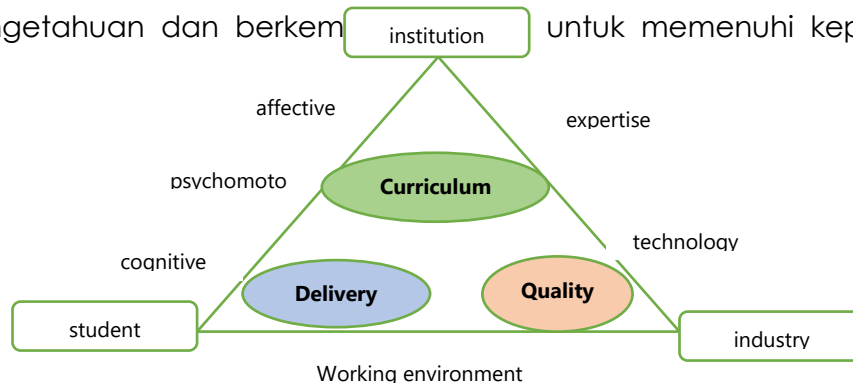 ngetahuan dan berkem institution untuk memenuhi kep
affective
expertise
psychomoto
Curriculum
technology
cognitive
Delivery
Quality
student
industry
Working environment